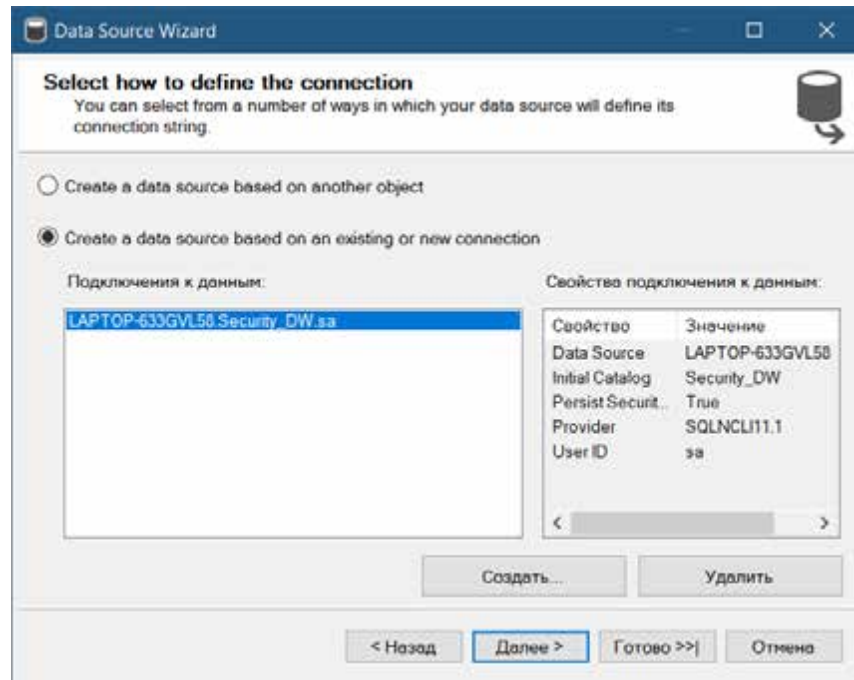 Data Source Wizard
Select how to define the connection
You can select from a number of ways in which your data source will define its
connection string.
Create a data source based on another object
Create a data source based on an existing or new connection
Подключения к данным:
Свойства подключения к данным:
LAPTOP-633GVL58.Security_DW.sa
Свойство Значение
Data Source LAPTOP-633GVL58
Initial Catalog Security_DW
Persist Securit... True
Provider SQLNCLI11.1
User ID sa
Создать... Удалить
< Назад Далее > Готово >>| Отмена